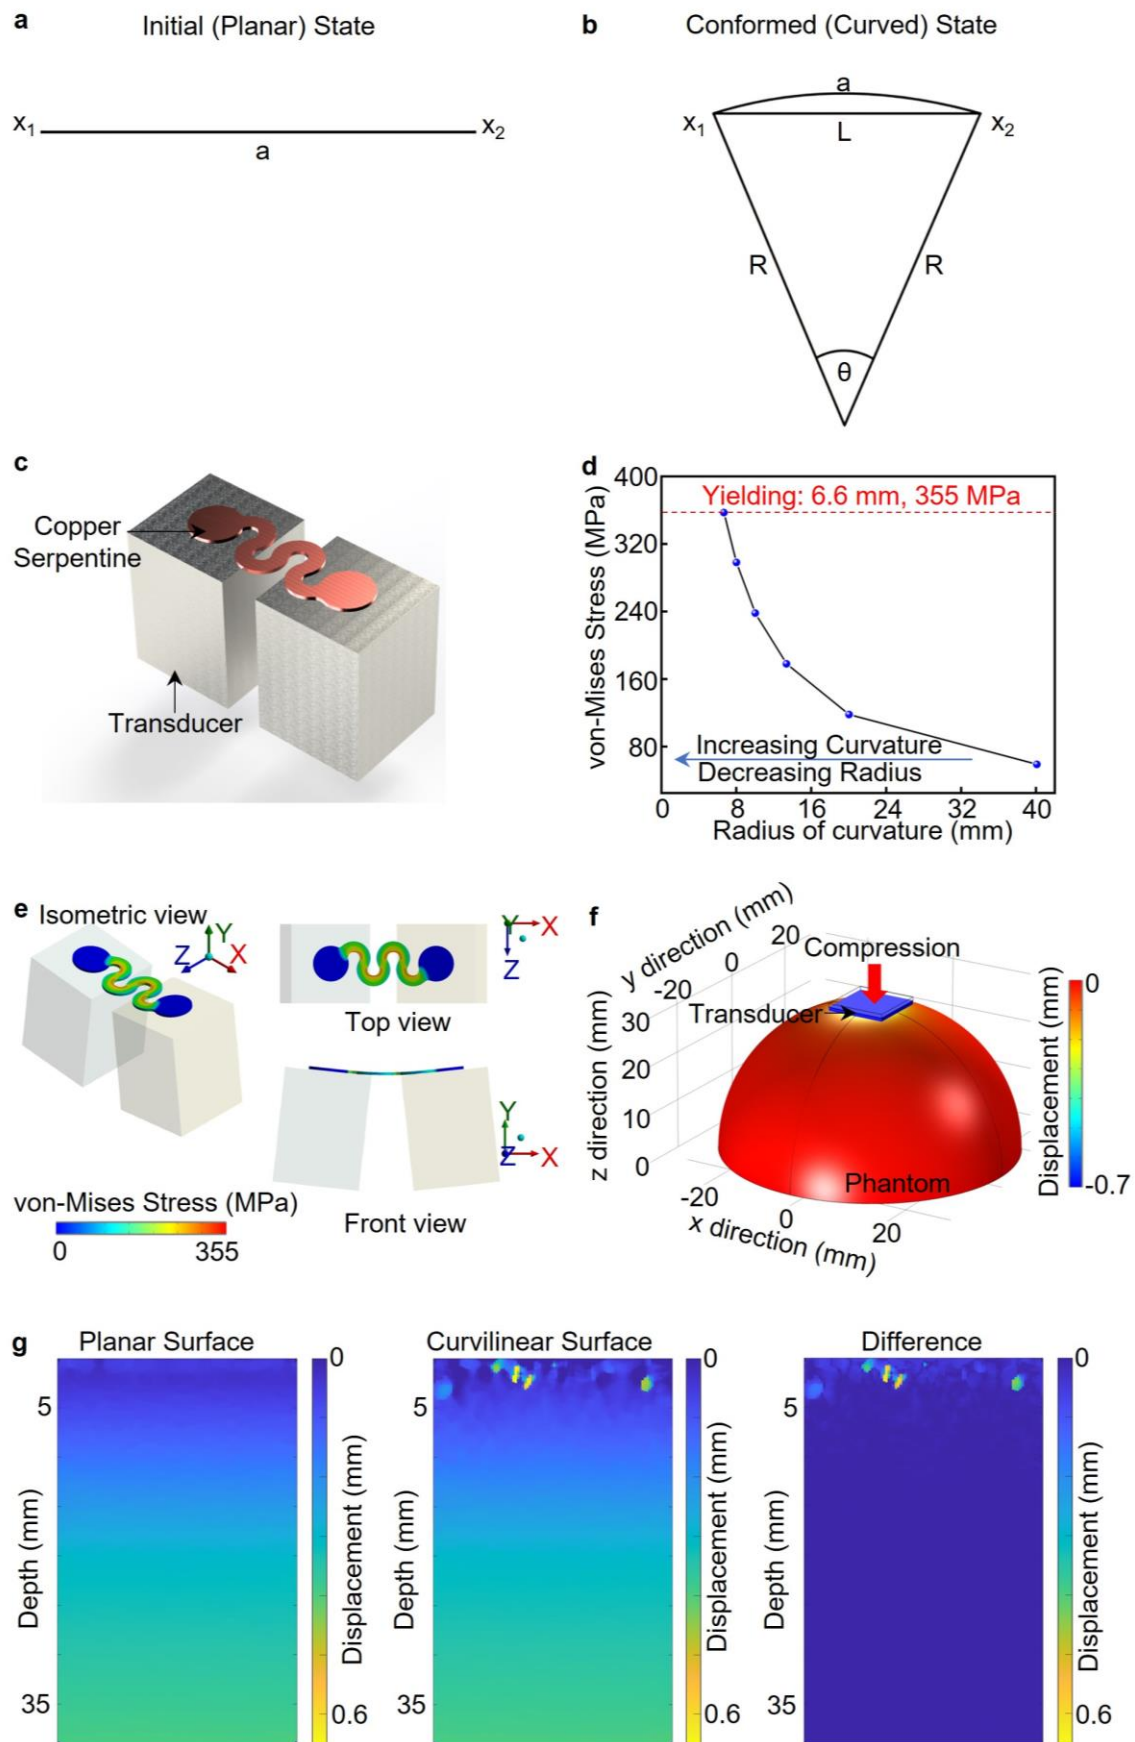 a
Initial (Planar) State
x1
x2
a
b
Conformed (Curved) State
a
x1
x2
L
R
R
θ
c
Copper
Serpentine
Transducer
d
von-Mises Stress (MPa)
400
320
240
160
80
Yielding: 6.6 mm, 355 MPa
Increasing Curvature
Decreasing Radius
0 8 16 24 32 40
Radius of curvature (mm)
e
Isometric view
Y
Z
X
Y
X
Z
Top view
Y
Z
X
Front view
von-Mises Stress (MPa)
0 355
f
y direction (mm)
20
0
-20
Compression
Transducer
z direction (mm)
30
20
10
0
-20
0
20
x direction (mm)
Phantom
Displacement (mm)
0
-0.7
g
Planar Surface
Depth (mm)
5
35
Displacement (mm)
0
0.6
Curvilinear Surface
Depth (mm)
5
35
Displacement (mm)
0
0.6
Difference
Depth (mm)
5
35
Displacement (mm)
0
0.6